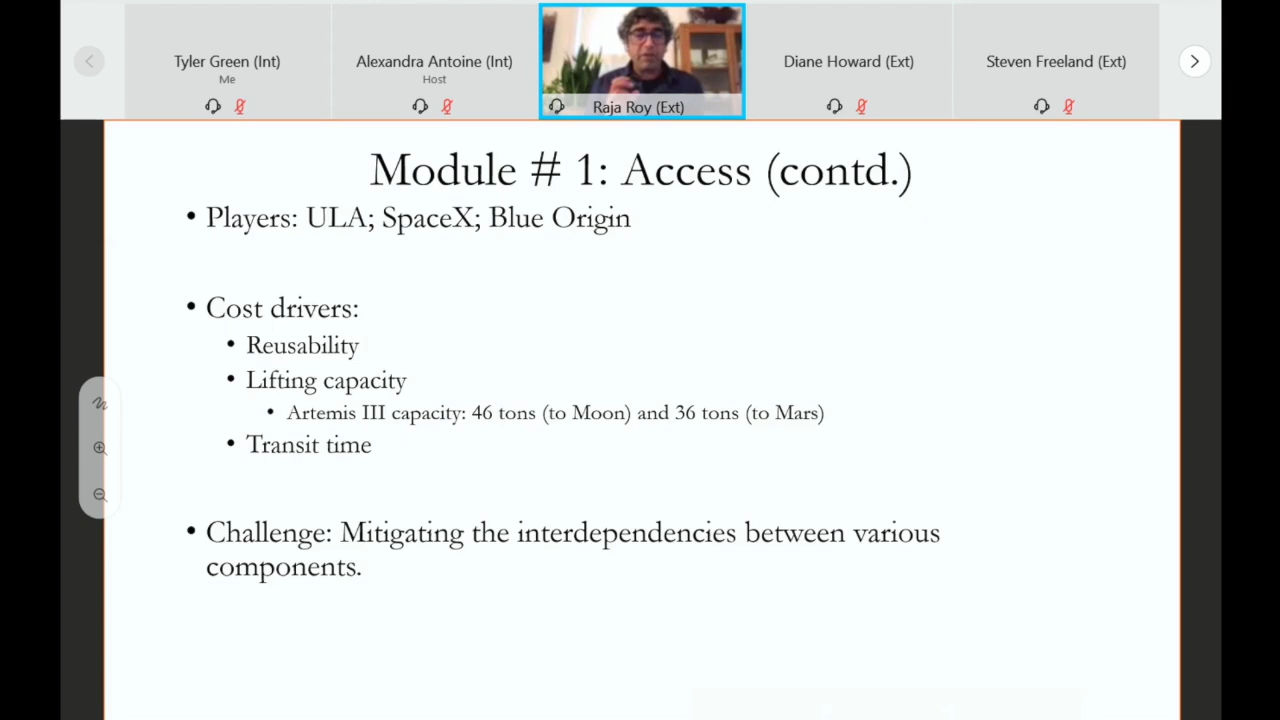 Tyler Green (Int)
Me
Alexandra Antoine (Int)
Host
Raja Roy (Ext)
Diane Howard (Ext)
Steven Freeland (Ext)
Module # 1: Access (contd.)
• Players: ULA; SpaceX; Blue Origin
• Cost drivers:
• Reusability
• Lifting capacity
• Artemis III capacity: 46 tons (to Moon) and 36 tons (to Mars)
• Transit time
• Challenge: Mitigating the interdependencies between various
components.